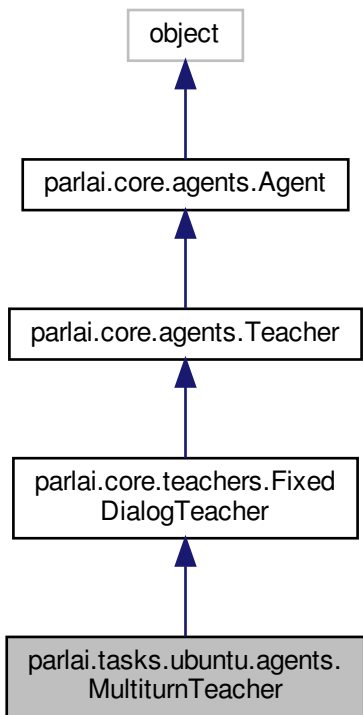 object
parlai.core.agents.Agent
parlai.core.agents.Teacher
parlai.core.teachers.Fixed
DialogTeacher
parlai.tasks.ubuntu.agents.
MultiturnTeacher